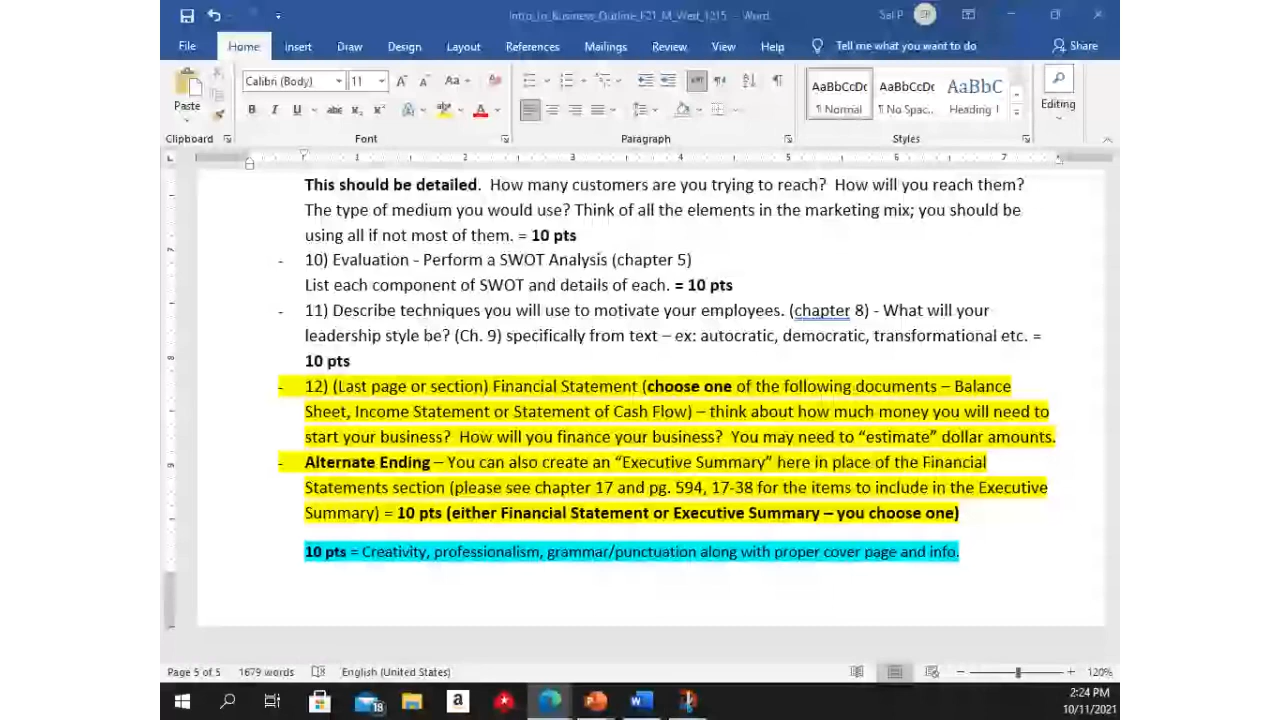 Intro_to_Business_Outline_F21_M_West_1215 - Word
Sal P
File Home Insert Draw Design Layout References Mailings Review View Help Tell me what you want to do Share
Calibri (Body) 11
AaBbCcDc AaBbCcDc AaBbC
Paste
¶ Normal ¶ No Spac... Heading 1
Editing
Clipboard Font Paragraph Styles
1 2 3 4 5 6 7
This should be detailed. How many customers are you trying to reach? How will you reach them?
The type of medium you would use? Think of all the elements in the marketing mix; you should be
using all if not most of them. = 10 pts
- 10) Evaluation - Perform a SWOT Analysis (chapter 5)
List each component of SWOT and details of each. = 10 pts
- 11) Describe techniques you will use to motivate your employees. (chapter 8) - What will your
leadership style be? (Ch. 9) specifically from text – ex: autocratic, democratic, transformational etc. =
10 pts
- 12) (Last page or section) Financial Statement (choose one of the following documents – Balance
Sheet, Income Statement or Statement of Cash Flow) – think about how much money you will need to
start your business? How will you finance your business? You may need to “estimate” dollar amounts.
- Alternate Ending – You can also create an “Executive Summary” here in place of the Financial
Statements section (please see chapter 17 and pg. 594, 17-38 for the items to include in the Executive
Summary) = 10 pts (either Financial Statement or Executive Summary – you choose one)
10 pts = Creativity, professionalism, grammar/punctuation along with proper cover page and info.
Page 5 of 5 1679 words English (United States) 120%
18
2:24 PM
10/11/2021